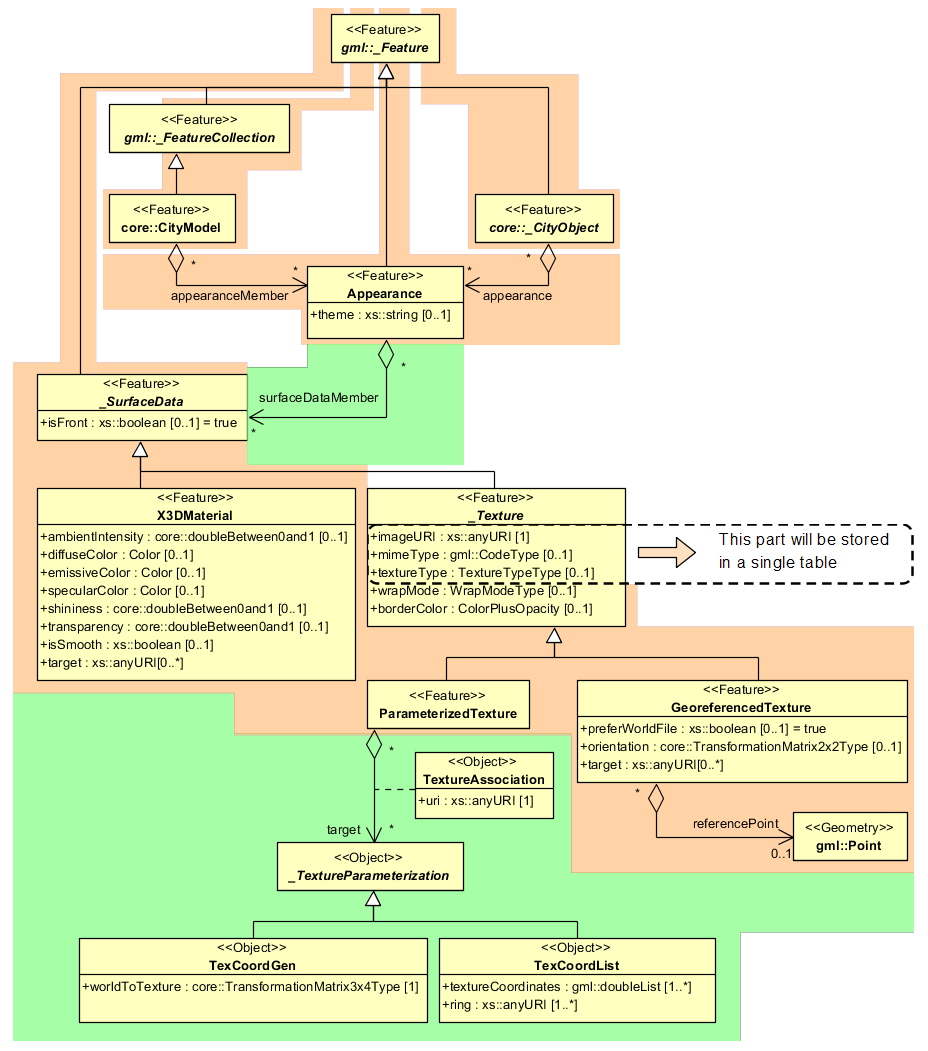 <<Feature>>
gml::_Feature
<<Feature>>
gml::_FeatureCollection
<<Feature>>
core::CityModel
<<Feature>>
core::_CityObject
*
*
*
*
<<Feature>>
Appearance
+theme : xs::string [0..1]
appearanceMember
appearance
*
surfaceDataMember
*
<<Feature>>
_SurfaceData
+isFront : xs::boolean [0..1] = true
<<Feature>>
X3DMaterial
+ambientIntensity : core::doubleBetween0and1 [0..1]
+diffuseColor : Color [0..1]
+emissiveColor : Color [0..1]
+specularColor : Color [0..1]
+shininess : core::doubleBetween0and1 [0..1]
+transparency : core::doubleBetween0and1 [0..1]
+isSmooth : xs::boolean [0..1]
+target : xs::anyURI[0..*]
<<Feature>>
_Texture
+imageURI : xs::anyURI [1]
+mimeType : gml::CodeType [0..1]
+textureType : TextureTypeType [0..1]
+wrapMode : WrapModeType [0..1]
+borderColor : ColorPlusOpacity [0..1]
This part will be stored
in a single table
<<Feature>>
ParameterizedTexture
<<Feature>>
GeoreferencedTexture
+preferWorldFile : xs::boolean [0..1] = true
+orientation : core::TransformationMatrix2x2Type [0..1]
+target : xs::anyURI[0..*]
*
<<Object>>
TextureAssociation
+uri : xs::anyURI [1]
target
*
*
referencePoint
0..1
<<Geometry>>
gml::Point
<<Object>>
_TextureParameterization
<<Object>>
TexCoordGen
+worldToTexture : core::TransformationMatrix3x4Type [1]
<<Object>>
TexCoordList
+textureCoordinates : gml::doubleList [1..*]
+ring : xs::anyURI [1..*]